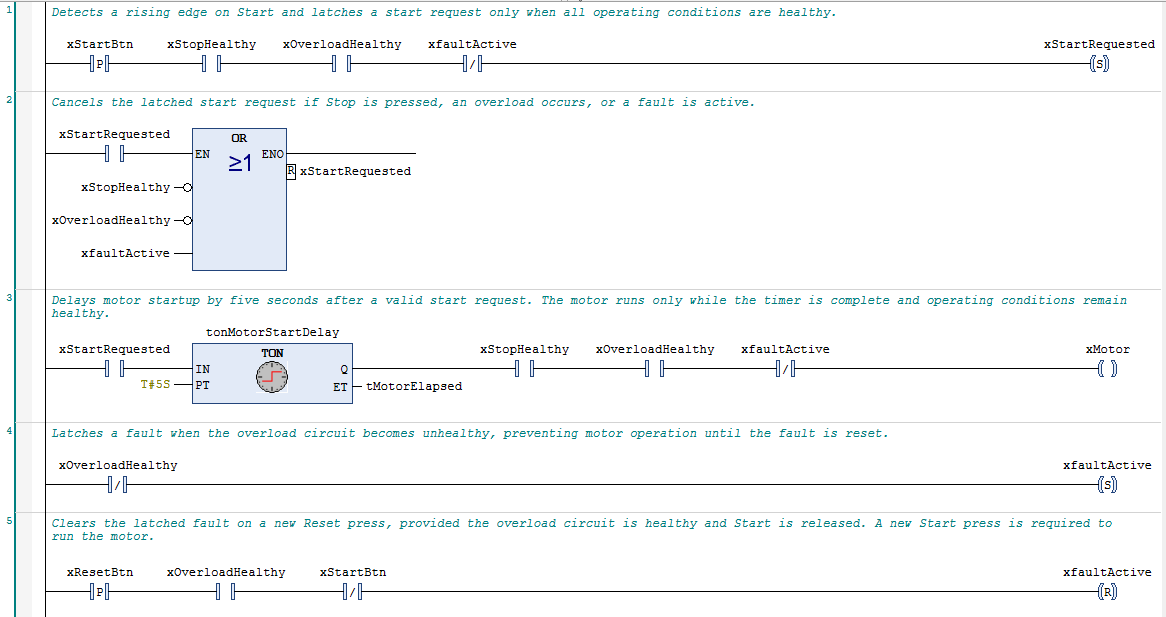 1
Detects a rising edge on Start and latches a start request only when all operating conditions are healthy.
xStartBtn xStopHealthy xOverloadHealthy xfaultActive xStartRequested
P / S
2
Cancels the latched start request if Stop is pressed, an overload occurs, or a fault is active.
xStartRequested
OR
EN ENO
≥1
R xStartRequested
xStopHealthy
xOverloadHealthy
xfaultActive
3
Delays motor startup by five seconds after a valid start request. The motor runs only while the timer is complete and operating conditions remain
healthy.
tonMotorStartDelay
xStartRequested TON xStopHealthy xOverloadHealthy xfaultActive xMotor
IN Q /
T#5S PT ET tMotorElapsed
4
Latches a fault when the overload circuit becomes unhealthy, preventing motor operation until the fault is reset.
xOverloadHealthy xfaultActive
/ S
5
Clears the latched fault on a new Reset press, provided the overload circuit is healthy and Start is released. A new Start press is required to
run the motor.
xResetBtn xOverloadHealthy xStartBtn xfaultActive
P / R